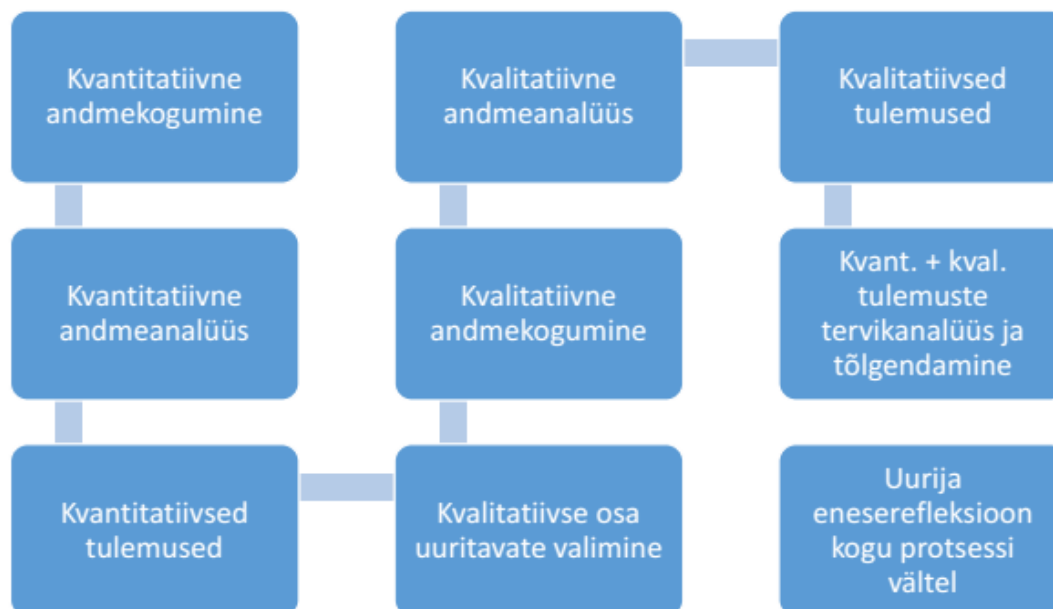 Kvantitatiivne
andmekogumine
Kvantitatiivne
andmeanalüüs
Kvantitatiivsed
tulemused
Kvalitatiivse osa
uuritavate valimine
Kvalitatiivne
andmekogumine
Kvalitatiivne
andmeanalüüs
Kvalitatiivsed
tulemused
Kvant. + kval.
tulemuste
tervikanalüüs ja
tõlgendamine
Uurija
enesereflektsioon
kogu protsessi
vältel